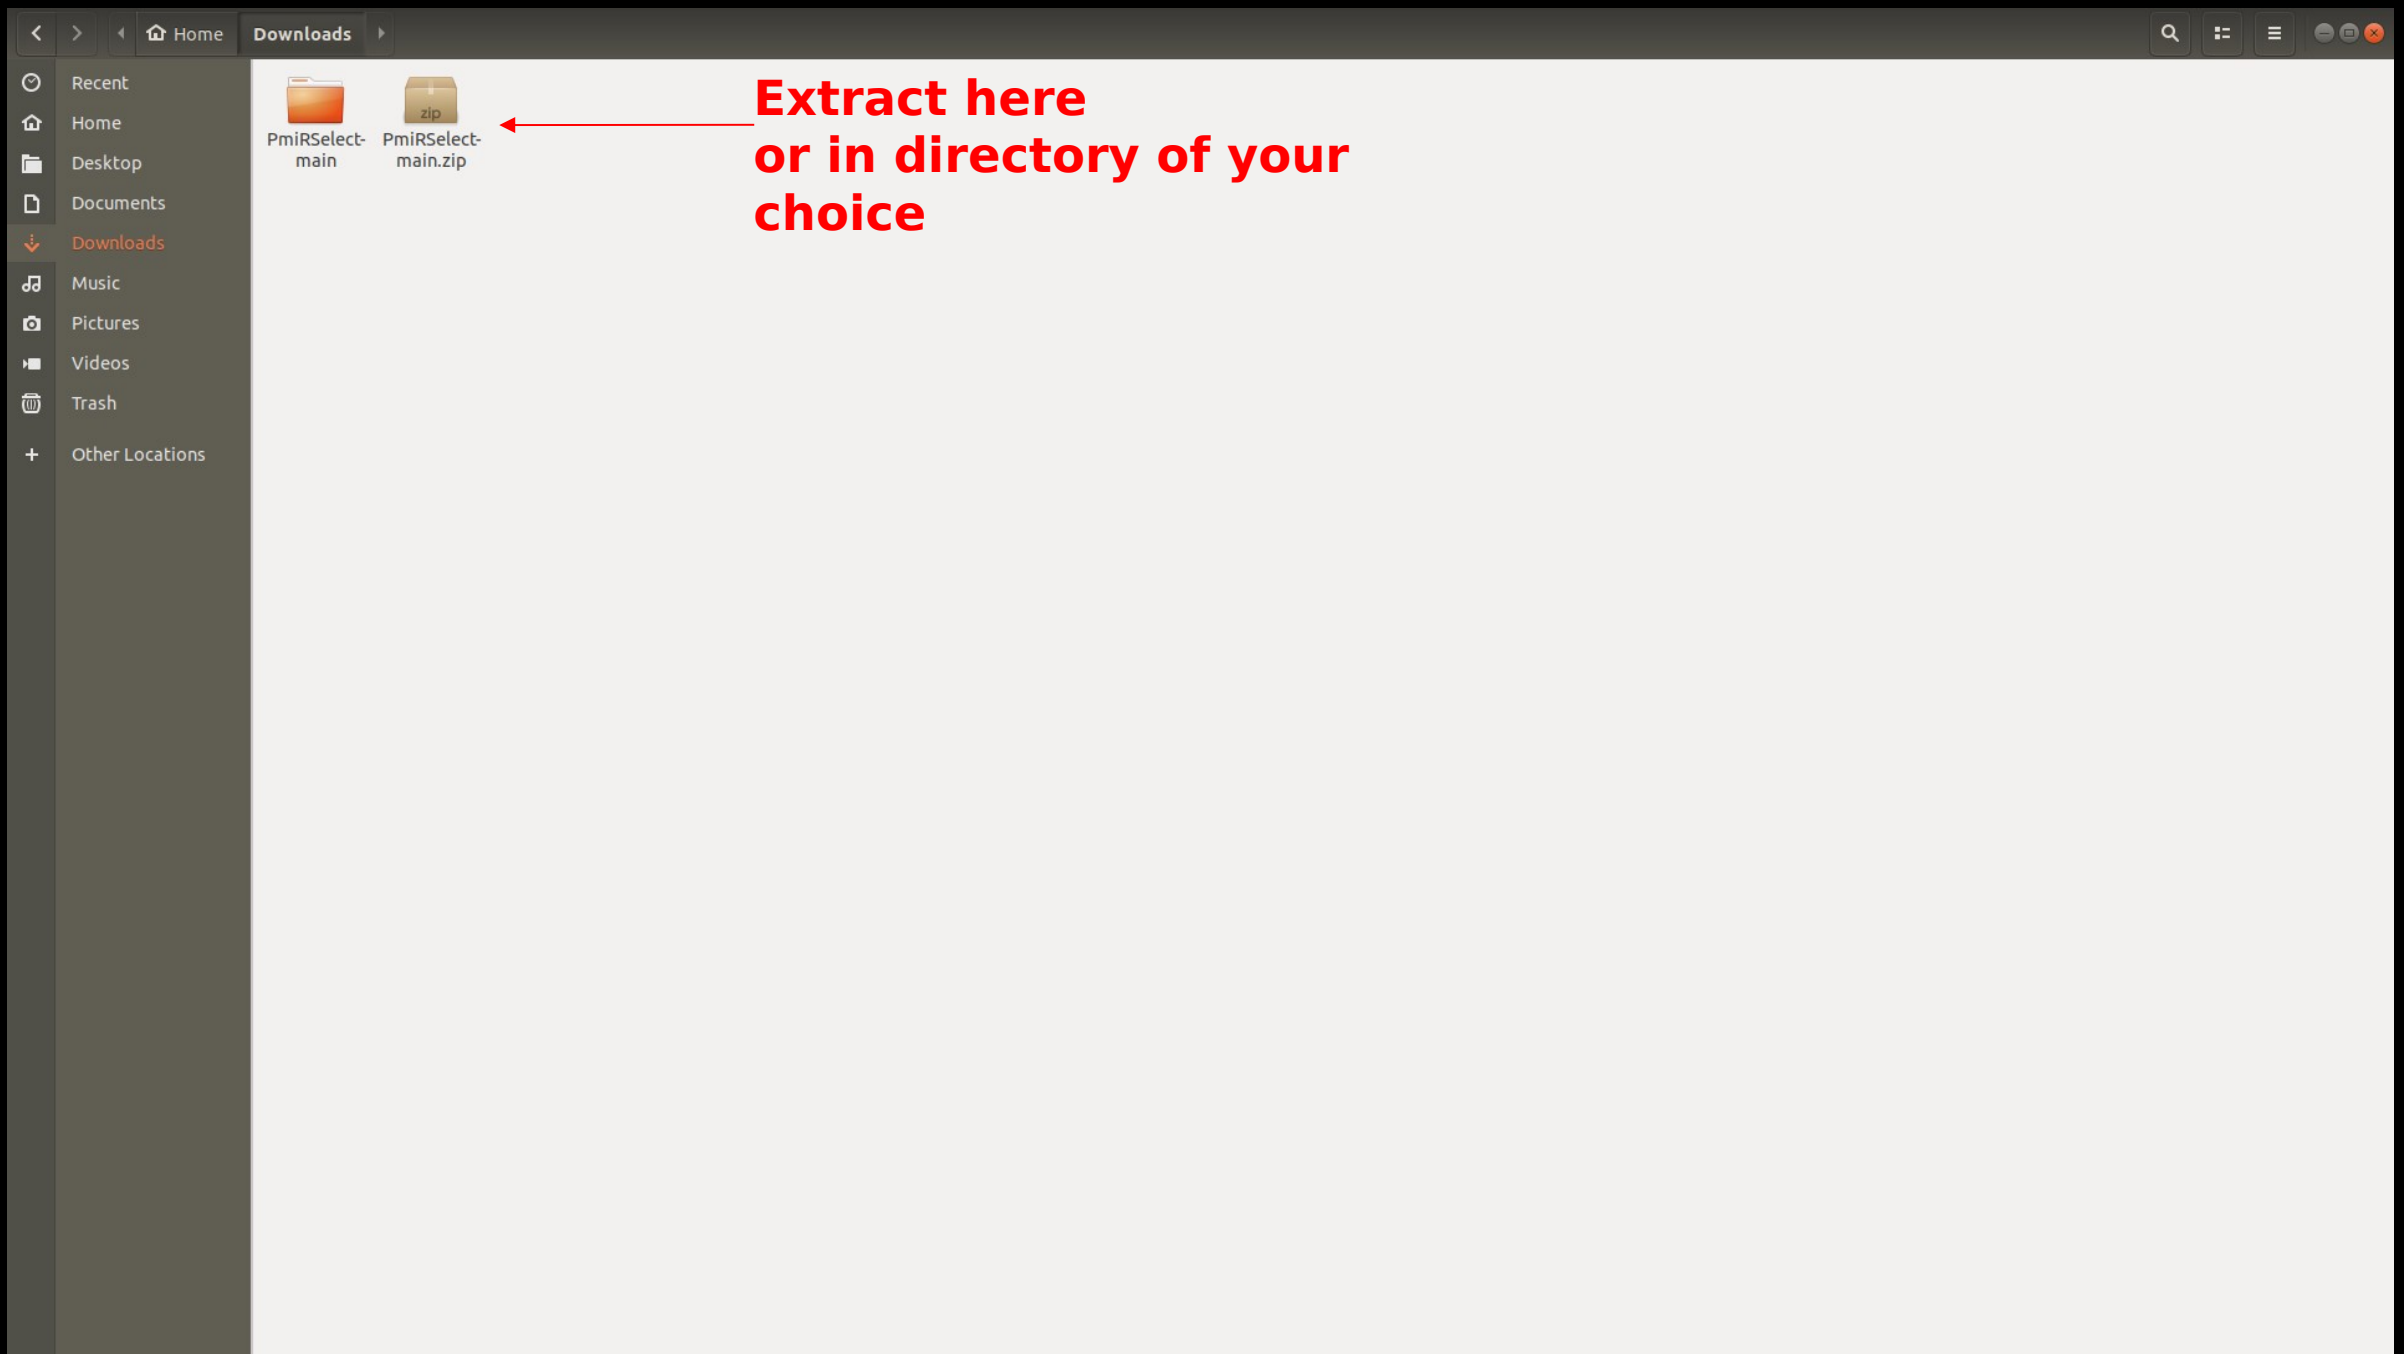 Home Downloads
Recent
Home
Desktop
Documents
Downloads
Music
Pictures
Videos
Trash
Other Locations
zip
PmiRSelect-
main
PmiRSelect-
main.zip
Extract here
or in directory of your
choice